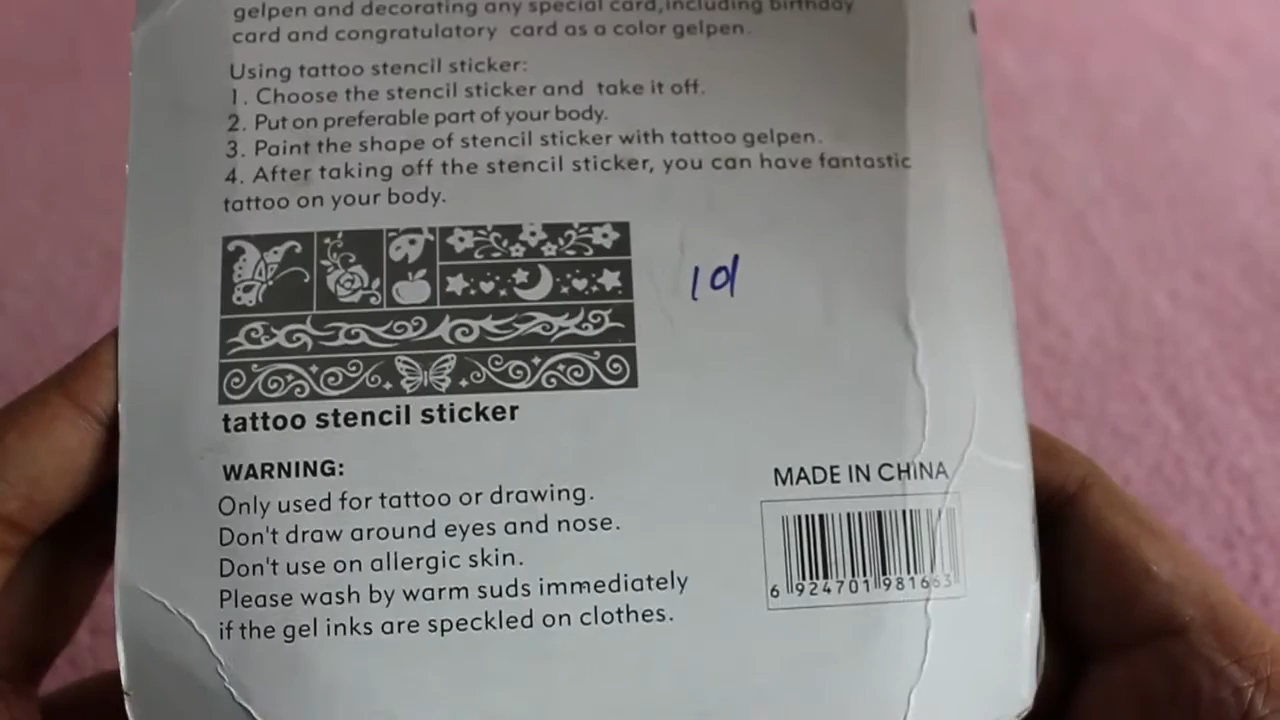 gelpen and decorating any special card,including birthday
card and congratulatory card as a color gelpen.
Using tattoo stencil sticker:
1. Choose the stencil sticker and take it off.
2. Put on preferable part of your body.
3. Paint the shape of stencil sticker with tattoo gelpen.
4. After taking off the stencil sticker, you can have fantastic
tattoo on your body.
101
tattoo stencil sticker
WARNING:
Only used for tattoo or drawing.
Don't draw around eyes and nose.
Don't use on allergic skin.
Please wash by warm suds immediately
if the gel inks are speckled on clothes.
MADE IN CHINA
6 924701 981663